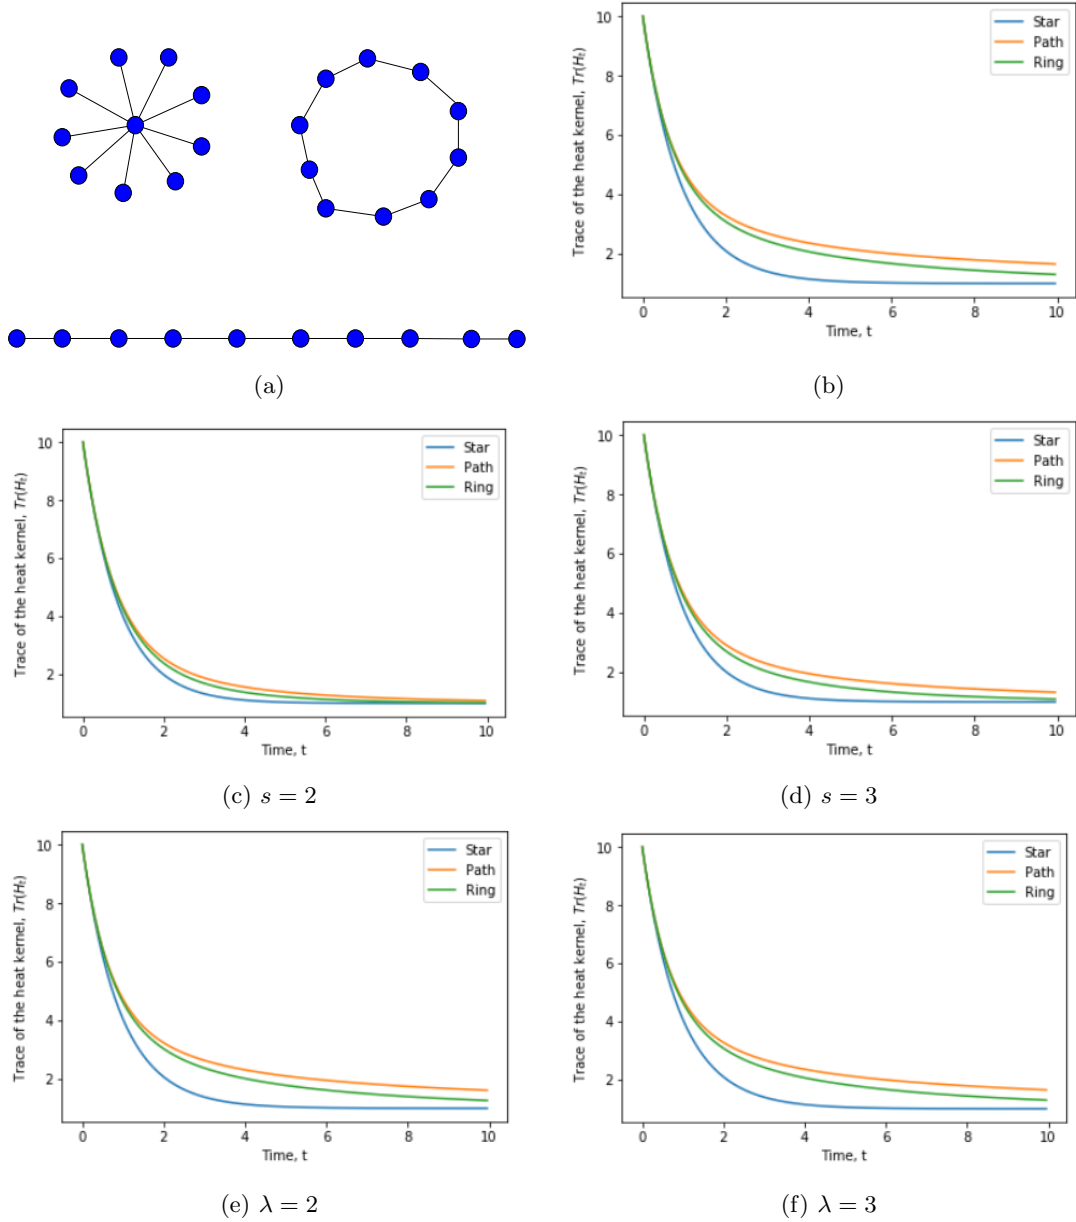 10
8
6
4
2
0
2
4
6
8
10
Trace of the heat kernel, Tr(Hₜ)
Time, t
Star
Path
Ring
(a)
(b)
10
8
6
4
2
0
2
4
6
8
10
Trace of the heat kernel, Tr(Hₜ)
Time, t
Star
Path
Ring
10
8
6
4
2
0
2
4
6
8
10
Trace of the heat kernel, Tr(Hₜ)
Time, t
Star
Path
Ring
(c) s = 2
(d) s = 3
10
8
6
4
2
0
2
4
6
8
10
Trace of the heat kernel, Tr(Hₜ)
Time, t
Star
Path
Ring
10
8
6
4
2
0
2
4
6
8
10
Trace of the heat kernel, Tr(Hₜ)
Time, t
Star
Path
Ring
(e) λ = 2
(f) λ = 3